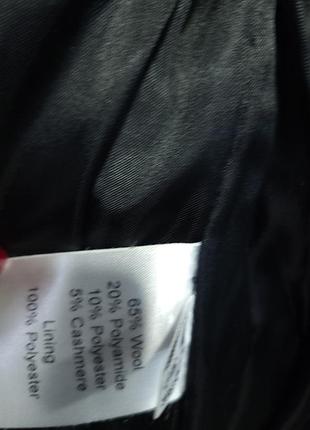 65% Wool
20% Polyamide
10% Polyester
5% Cashmere
Lining
100% Polyester